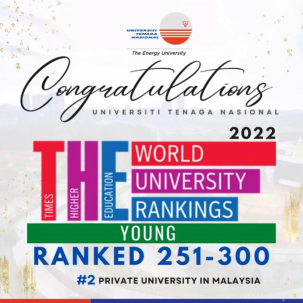 UNIVERSITI
TENAGA
NASIONAL
The Energy University
Congratulations
UNIVERSITI TENAGA NASIONAL
2022
THE WORLD
UNIVERSITY
RANKINGS
TIMES
HIGHER
EDUCATION
YOUNG
RANKED 251-300
#2 PRIVATE UNIVERSITY IN MALAYSIA